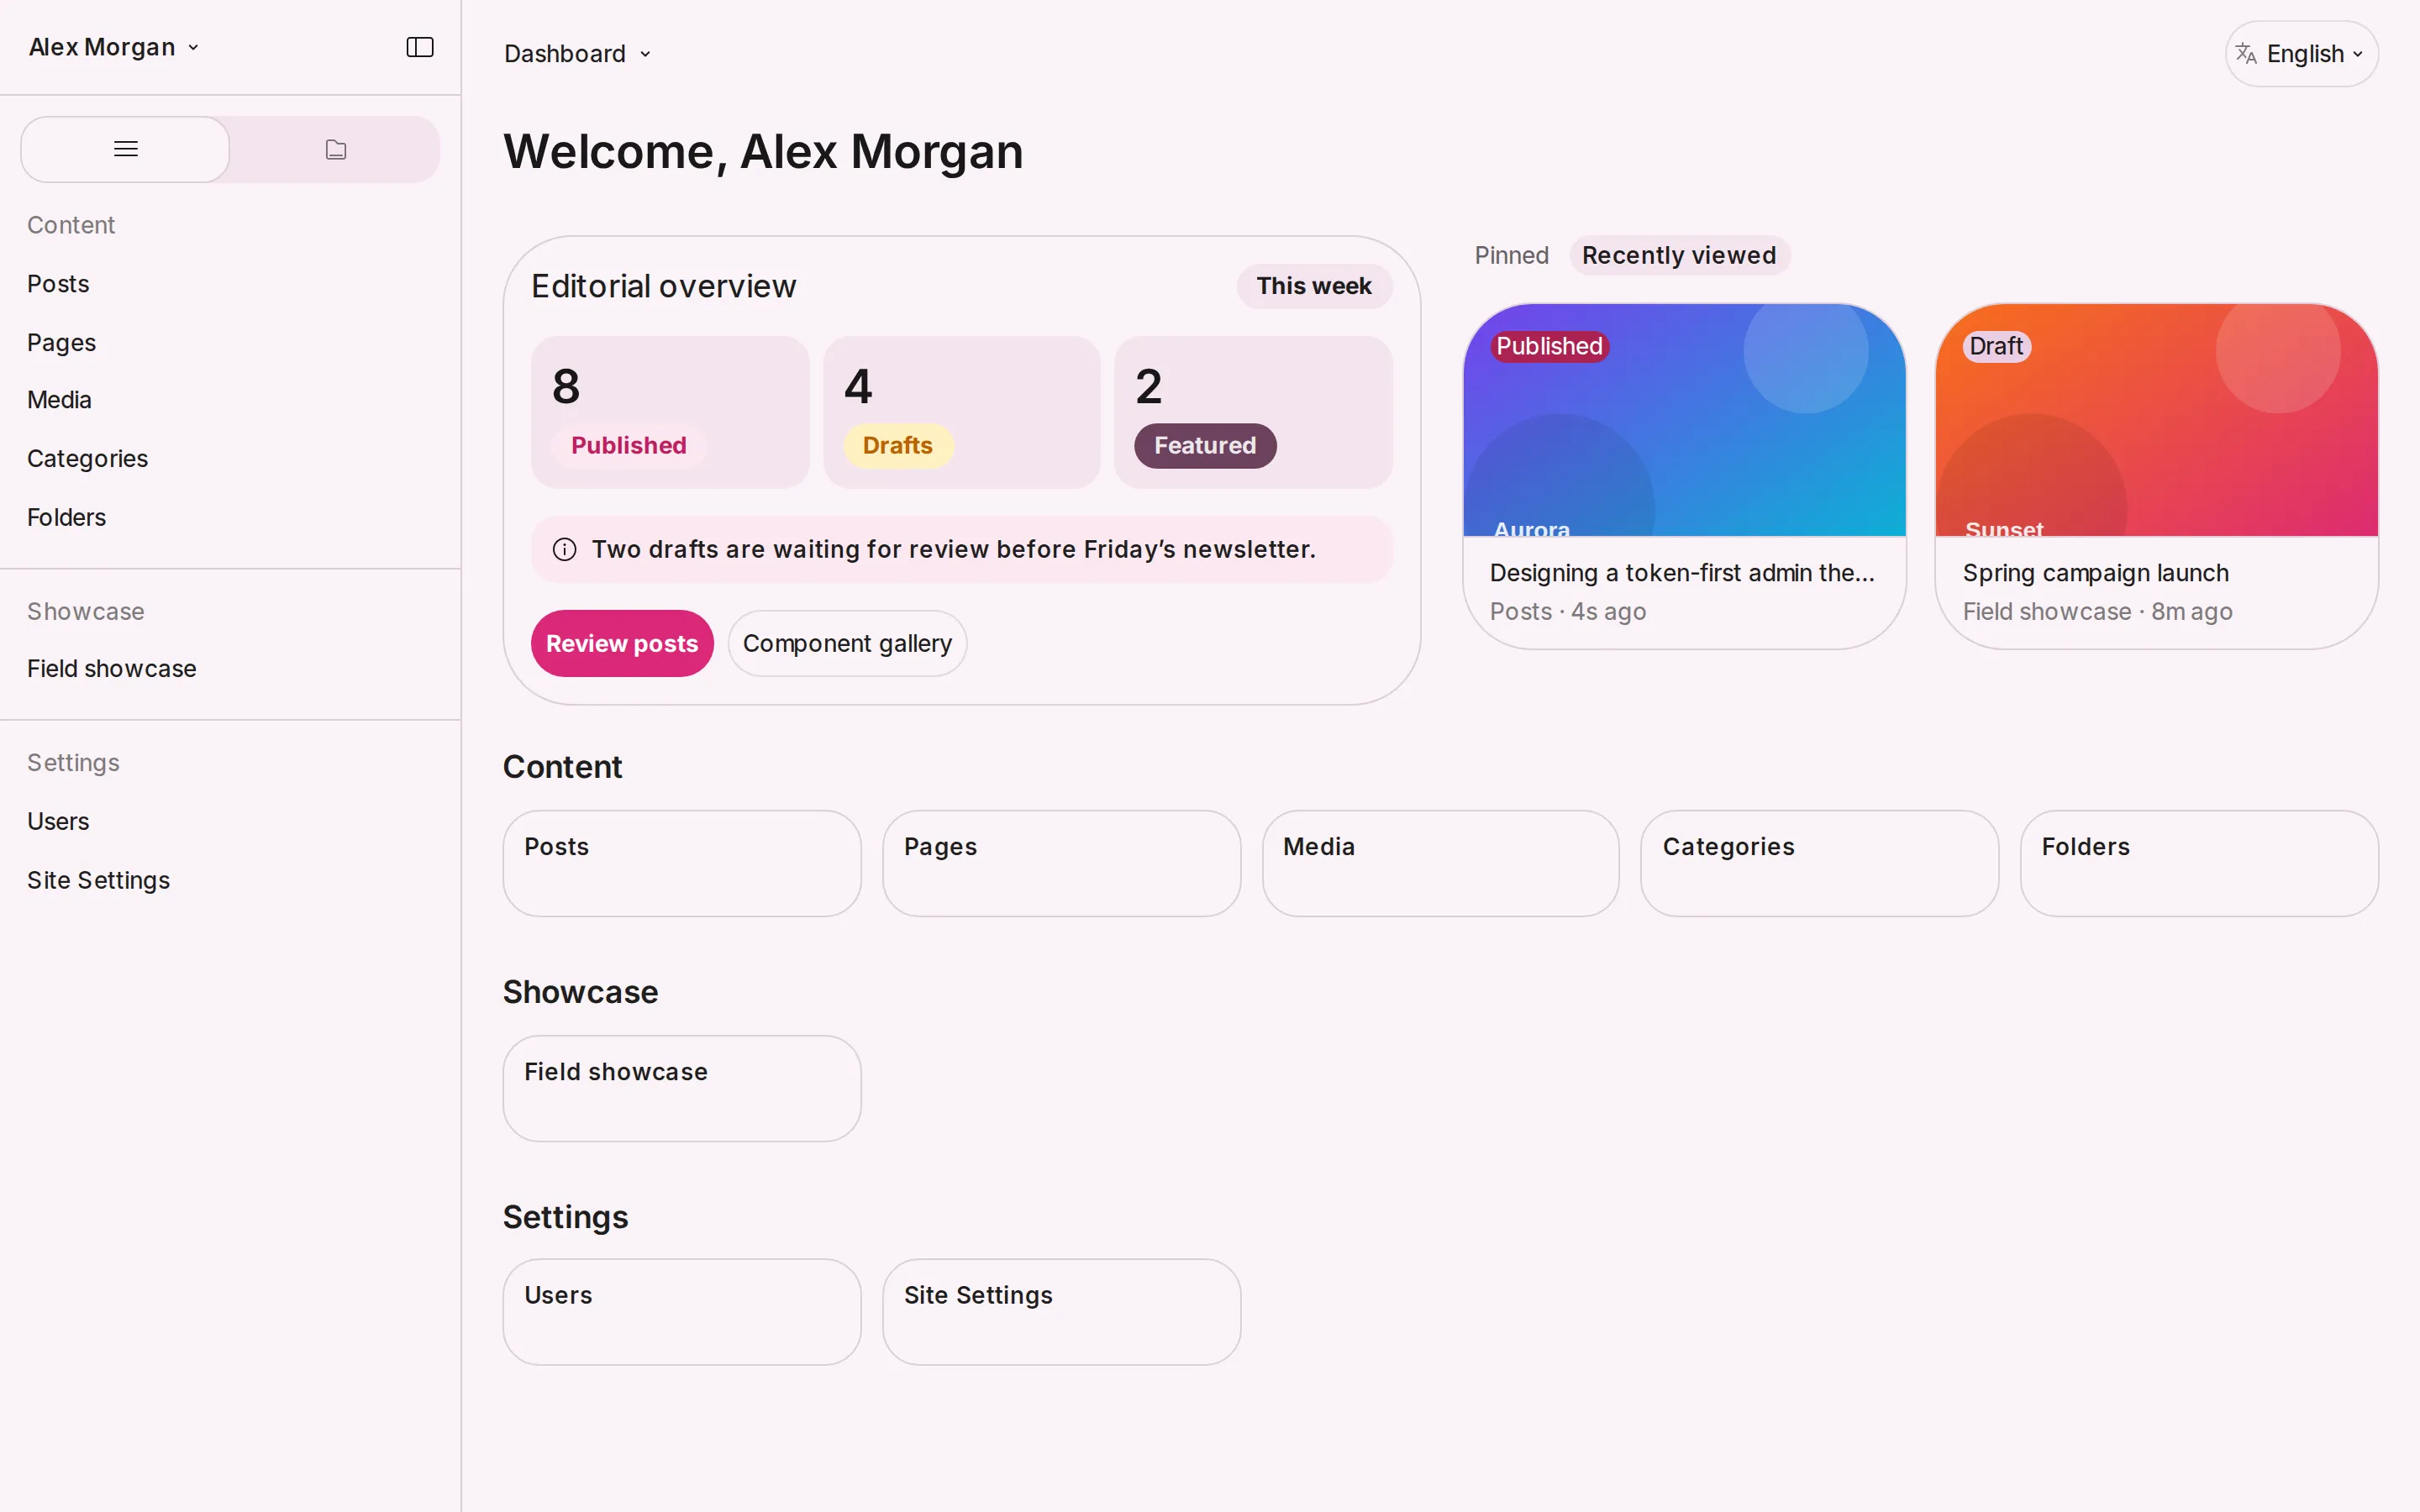 Alex Morgan
Content
Posts
Pages
Media
Categories
Folders
Showcase
Field showcase
Settings
Users
Site Settings
Dashboard
English
Welcome, Alex Morgan
Editorial overview
This week
8
Published
4
Drafts
2
Featured
Two drafts are waiting for review before Friday’s newsletter.
Review posts
Component gallery
Pinned
Recently viewed
Published
Aurora
Designing a token-first admin the…
Posts · 4s ago
Draft
Sunset
Spring campaign launch
Field showcase · 8m ago
Content
Posts
Pages
Media
Categories
Folders
Showcase
Field showcase
Settings
Users
Site Settings